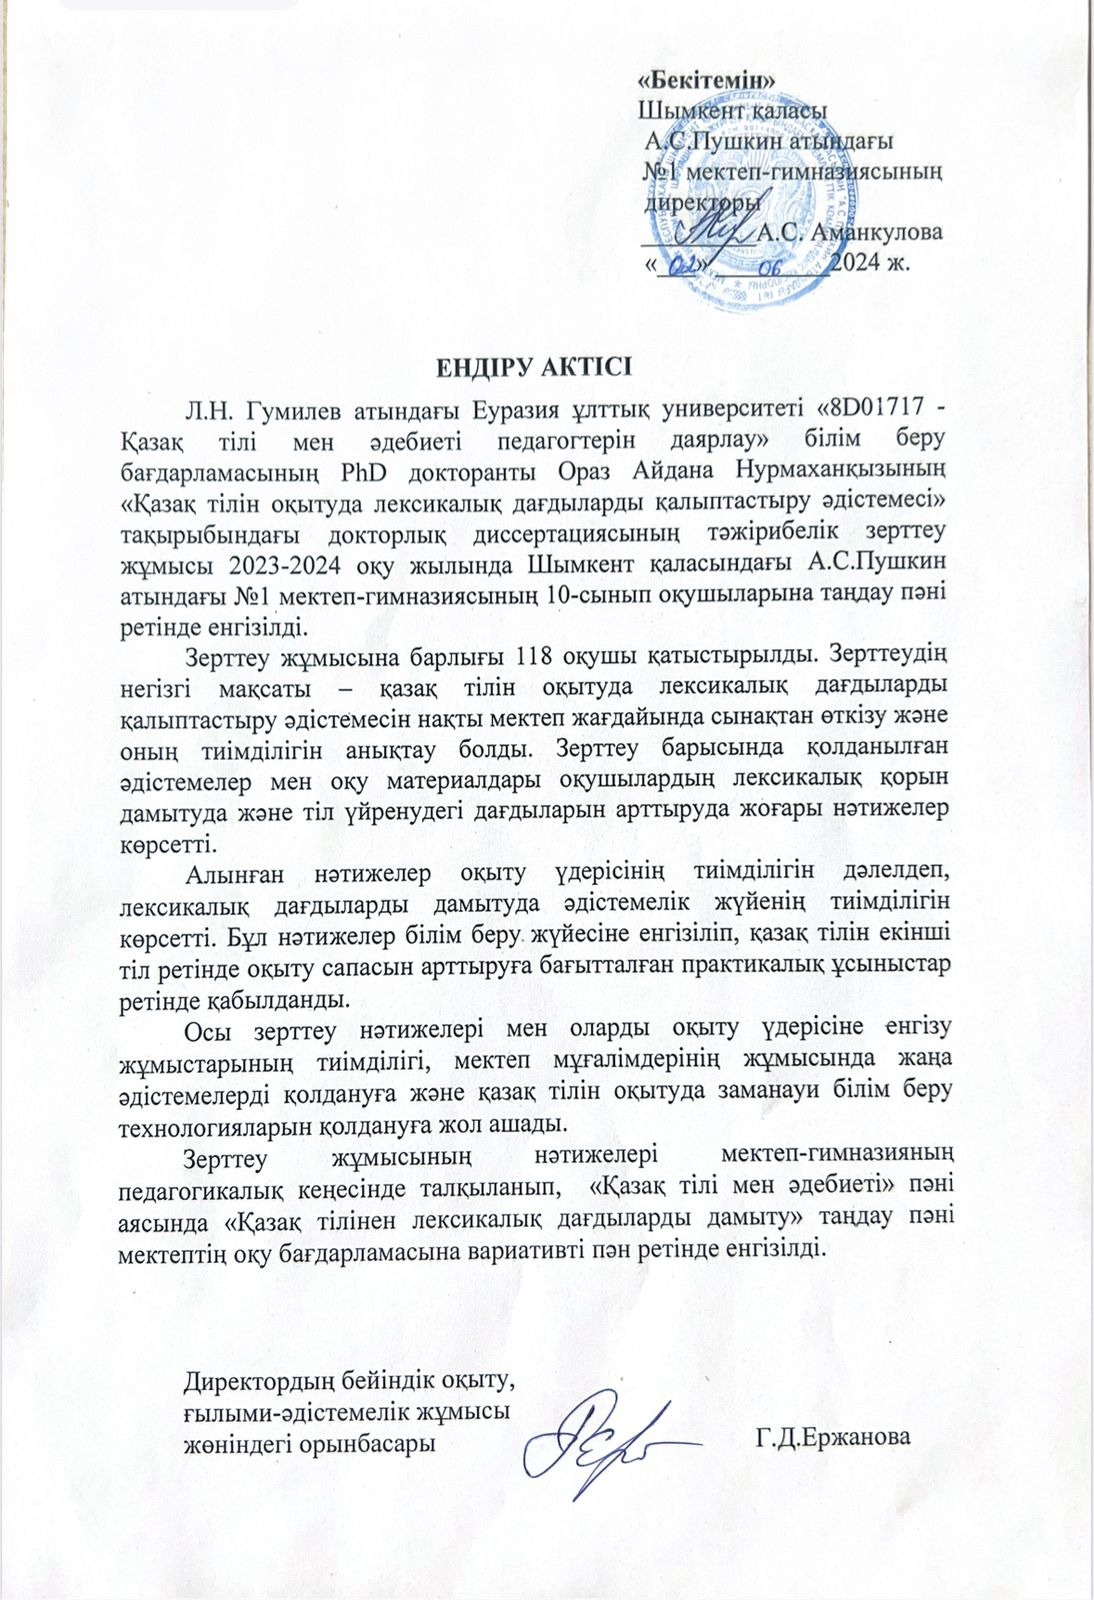 «Бекітемін»
Шымкент қаласы
А.С.Пушкин атындағы
№1 мектеп-гимназиясының
директоры
А.С. Аманкулова
«02» 06 2024 ж.
ЕНДІРУ АКТІСІ
Л.Н. Гумилев атындағы Еуразия ұлттық университеті «8D01717 -
Қазақ тілі мен әдебиеті педагогтерін даярлау» білім беру
бағдарламасының PhD докторанты Ораз Айдана Нурмаханқызының
«Қазақ тілін оқытуда лексикалық дағдыларды қалыптастыру әдістемесі»
тақырыбындағы докторлық диссертациясының тәжірибелік зерттеу
жұмысы 2023-2024 оқу жылында Шымкент қаласындағы А.С.Пушкин
атындағы №1 мектеп-гимназиясының 10-сынып оқушыларына таңдау пәні
ретінде енгізілді.
Зерттеу жұмысына барлығы 118 оқушы қатыстырылды. Зерттеудің
негізгі мақсаты – қазақ тілін оқытуда лексикалық дағдыларды
қалыптастыру әдістемесін нақты мектеп жағдайында сынақтан өткізу және
оның тиімділігін анықтау болды. Зерттеу барысында қолданылған
әдістемелер мен оқу материалдары оқушылардың лексикалық қорын
дамытуда және тіл үйренудегі дағдыларын арттыруда жоғары нәтижелер
көрсетті.
Алынған нәтижелер оқыту үдерісінің тиімділігін дәлелдеп,
лексикалық дағдыларды дамытуда әдістемелік жүйенің тиімділігін
көрсетті. Бұл нәтижелер білім беру жүйесіне енгізіліп, қазақ тілін екінші
тіл ретінде оқыту сапасын арттыруға бағытталған практикалық ұсыныстар
ретінде қабылданды.
Осы зерттеу нәтижелері мен оларды оқыту үдерісіне енгізу
жұмыстарының тиімділігі, мектеп мұғалімдерінің жұмысында жаңа
әдістемелерді қолдануға және қазақ тілін оқытуда заманауи білім беру
технологияларын қолдануға жол ашады.
Зерттеу жұмысының нәтижелері мектеп-гимназияның
педагогикалық кеңесінде талқыланып, «Қазақ тілі мен әдебиеті» пәні
аясында «Қазақ тілінен лексикалық дағдыларды дамыту» таңдау пәні
мектептің оқу бағдарламасына вариативті пән ретінде енгізілді.
Директордың бейіндік оқыту,
ғылыми-әдістемелік жұмысы
жөніндегі орынбасары
Г.Д.Ержанова